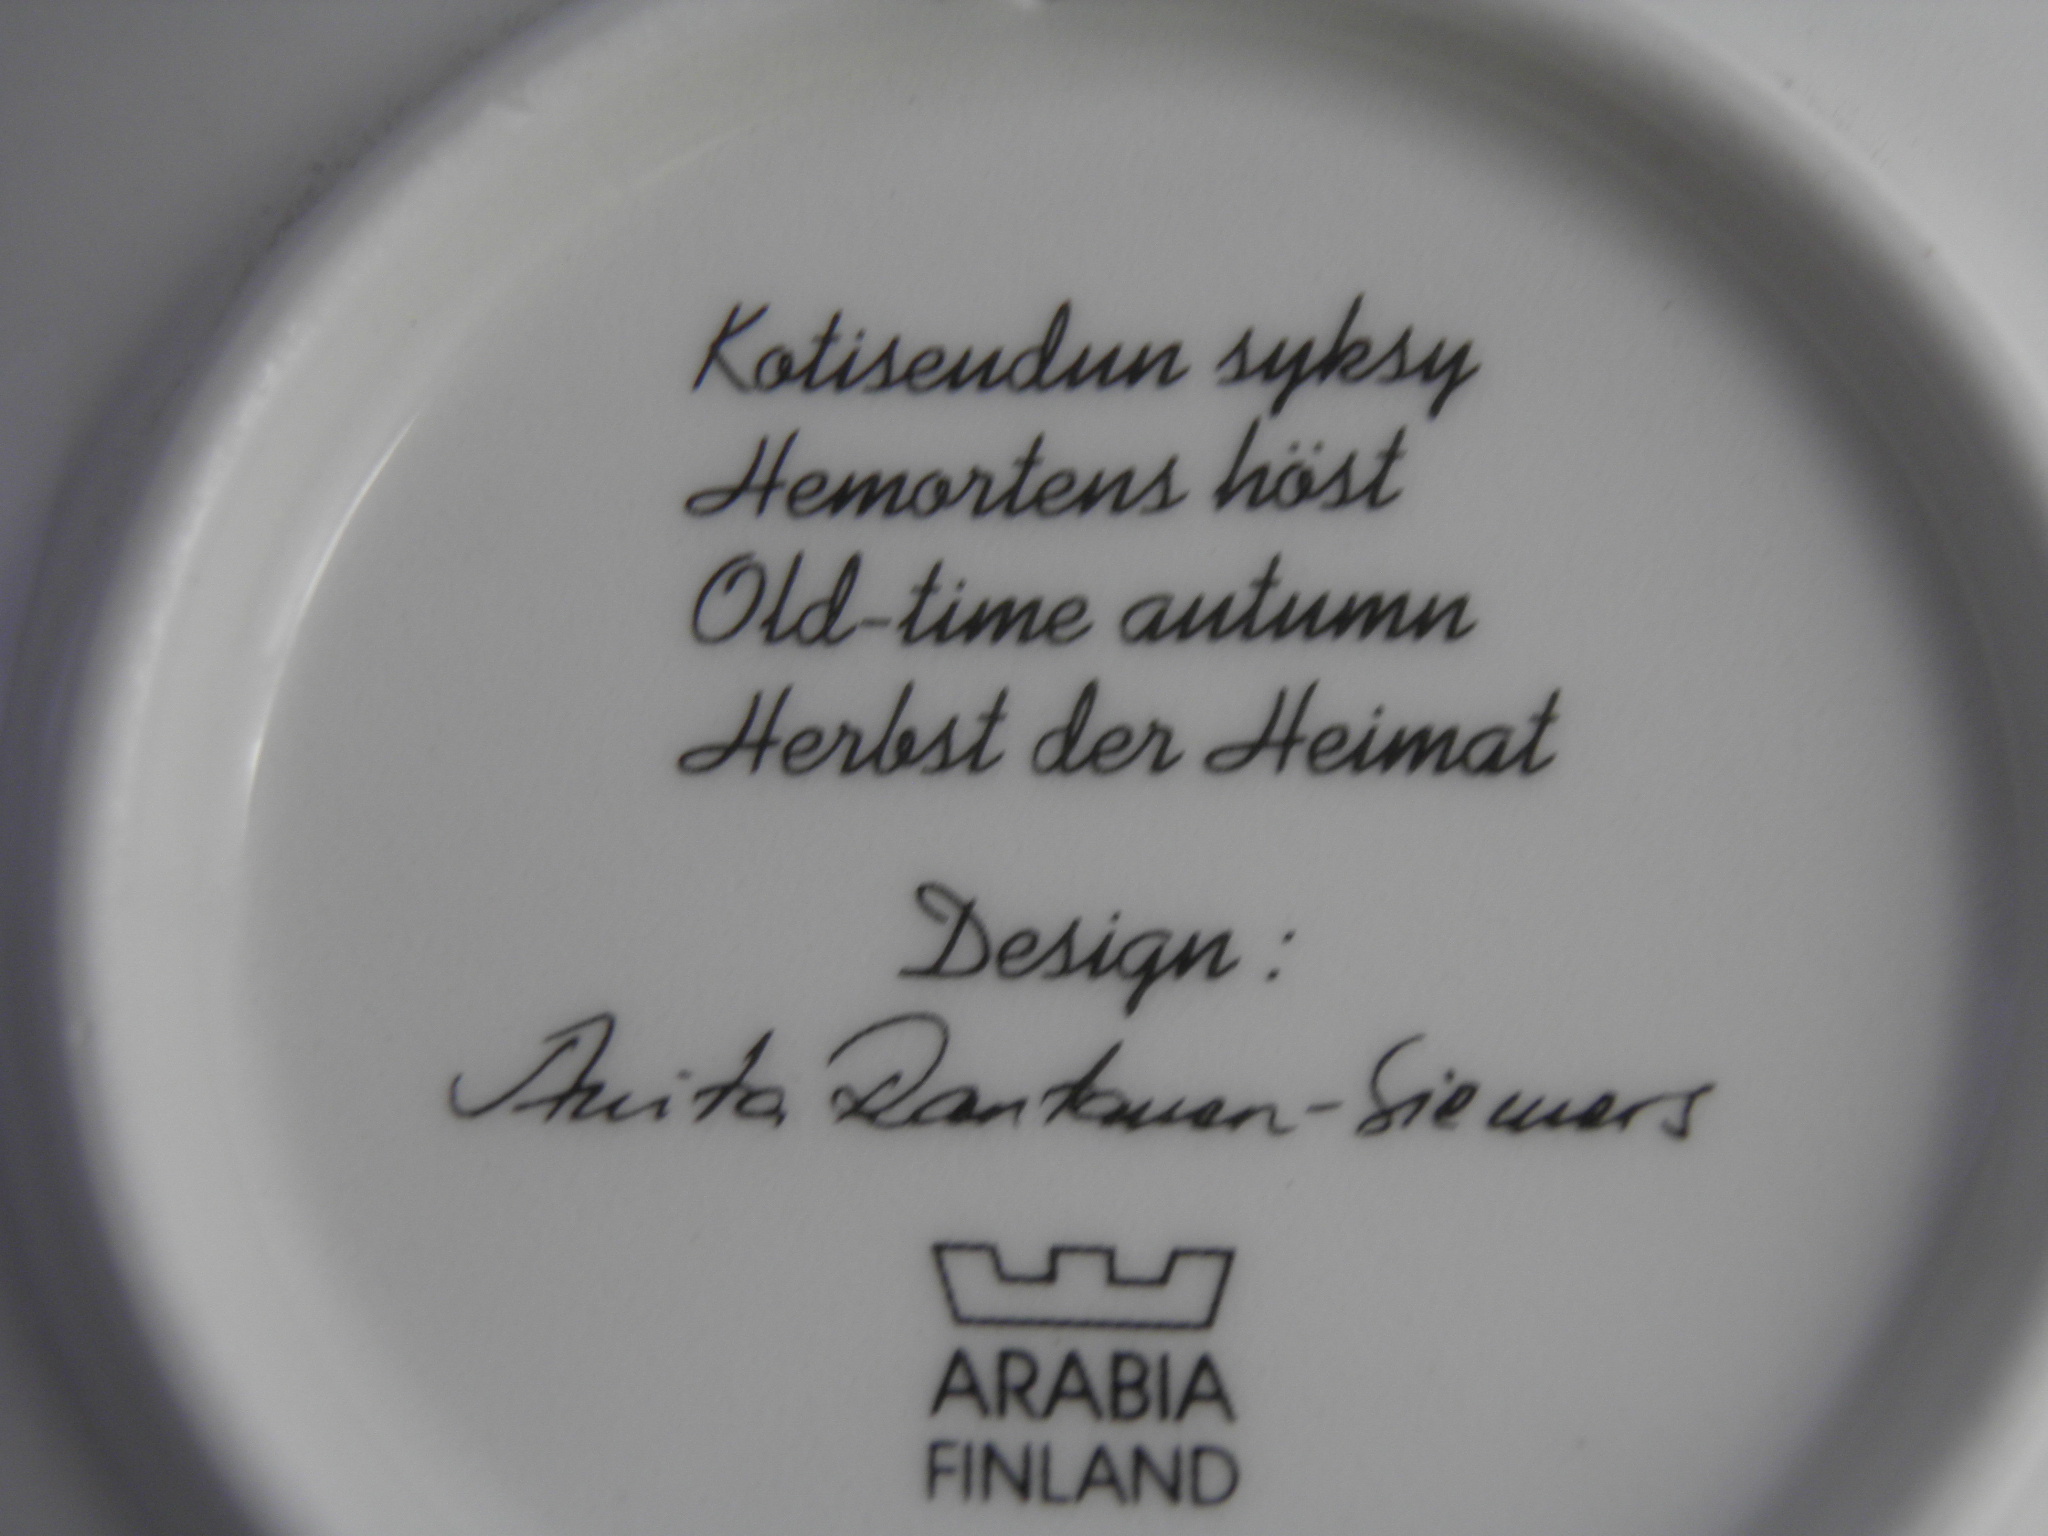 Kotiseudun syksy
Hemortens höst
Old-time autumn
Herbst der Heimat
Design :
Anita Rantanen-Siemers
ARABIA
FINLAND